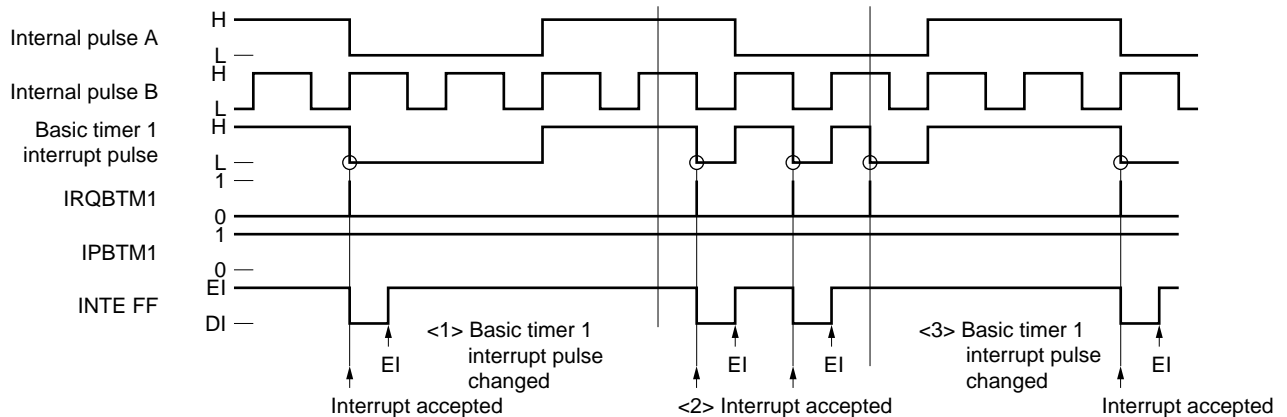 H
Internal pulse A
L
H
Internal pulse B
L
Basic timer 1
interrupt pulse
H
L
1
IRQBTM1
0
1
IPBTM1
0
EI
INTE FF
DI
<1> Basic timer 1
interrupt pulse
changed
<3> Basic timer 1
interrupt pulse
changed
EI
EI
EI
EI
Interrupt accepted
<2> Interrupt accepted
Interrupt accepted